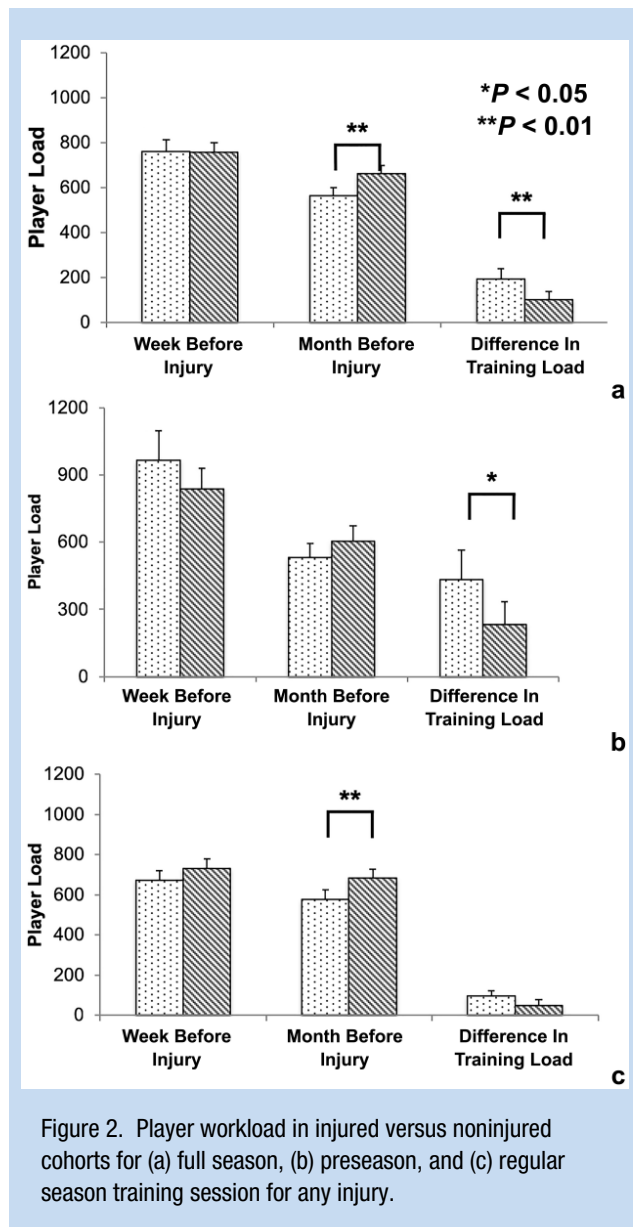 1200
1000
800
600
400
200
0
Player Load
*P < 0.05
**P < 0.01
**
**
Week Before
Injury
Month Before
Injury
Difference In
Training Load
a
1200
900
600
300
0
Player Load
*
Week Before
Injury
Month Before
Injury
Difference In
Training Load
b
1200
1000
800
600
400
200
0
Player Load
**
Week Before
Injury
Month Before
Injury
Difference In
Training Load
c
Figure 2. Player workload in injured versus noninjured
cohorts for (a) full season, (b) preseason, and (c) regular
season training session for any injury.